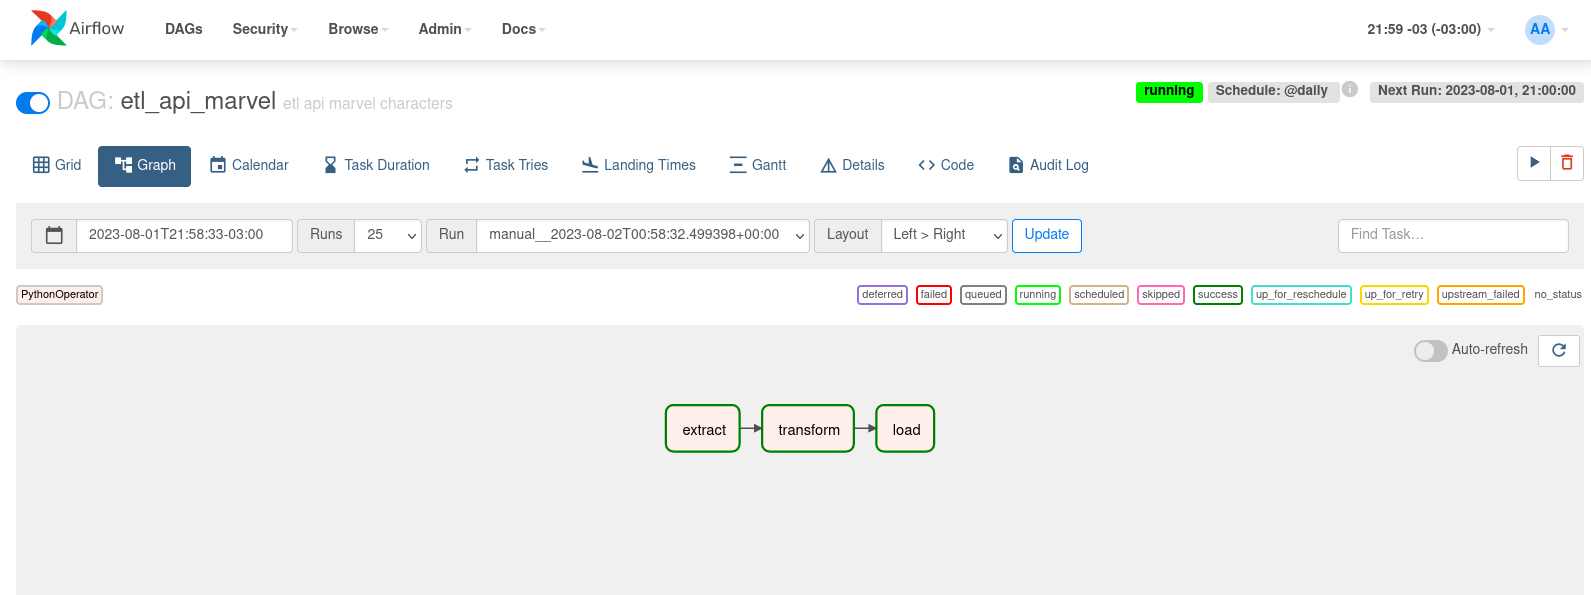 Airflow DAGs Security Browse Admin Docs 21:59 -03 (-03:00) AA
DAG: etl_api_marvel etl api marvel characters running Schedule: @daily i Next Run: 2023-08-01, 21:00:00
Grid Graph Calendar Task Duration Task Tries Landing Times Gantt Details Code Audit Log
2023-08-01T21:58:33-03:00 Runs 25 Run manual__2023-08-02T00:58:32.499398+00:00 Layout Left > Right Update Find Task...
PythonOperator deferred failed queued running scheduled skipped success up_for_reschedule up_for_retry upstream_failed no_status
Auto-refresh
extract transform load